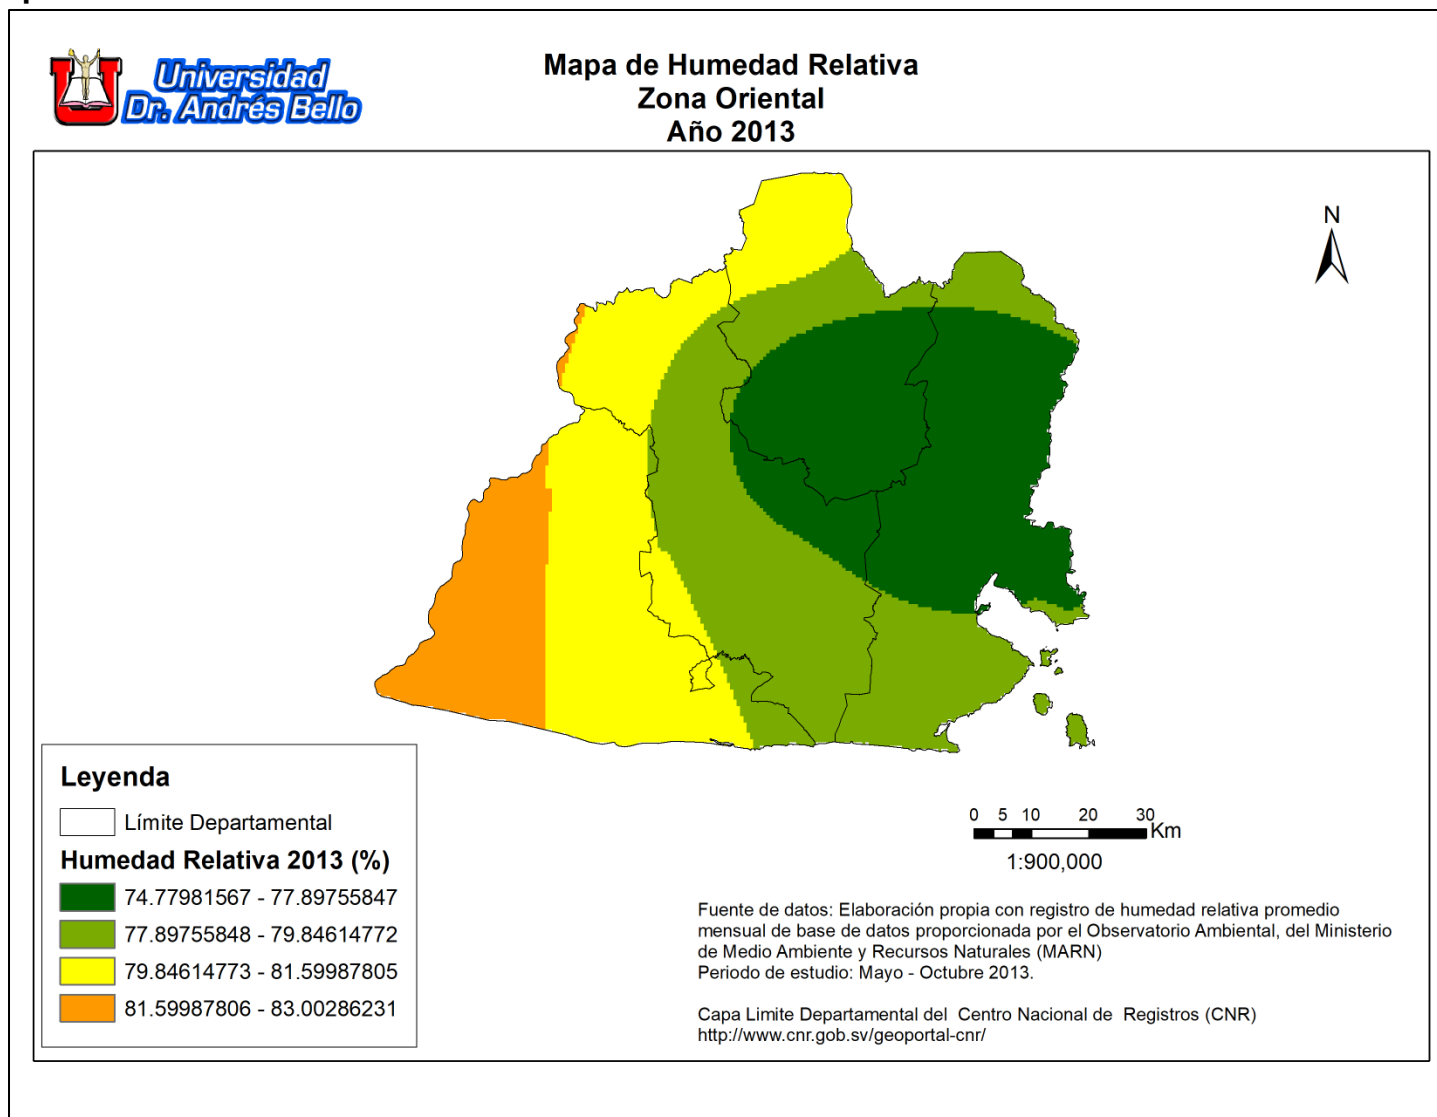 Universidad
Dr. Andrés Bello
Mapa de Humedad Relativa
Zona Oriental
Año 2013
N
Leyenda
Límite Departamental
Humedad Relativa 2013 (%)
74.77981567 - 77.89755847
77.89755848 - 79.84614772
79.84614773 - 81.59987805
81.59987806 - 83.00286231
0 5 10 20 30
Km
1:900,000
Fuente de datos: Elaboración propia con registro de humedad relativa promedio
mensual de base de datos proporcionada por el Observatorio Ambiental, del Ministerio
de Medio Ambiente y Recursos Naturales (MARN)
Periodo de estudio: Mayo - Octubre 2013.
Capa Limite Departamental del Centro Nacional de Registros (CNR)
http://www.cnr.gob.sv/geoportal-cnr/